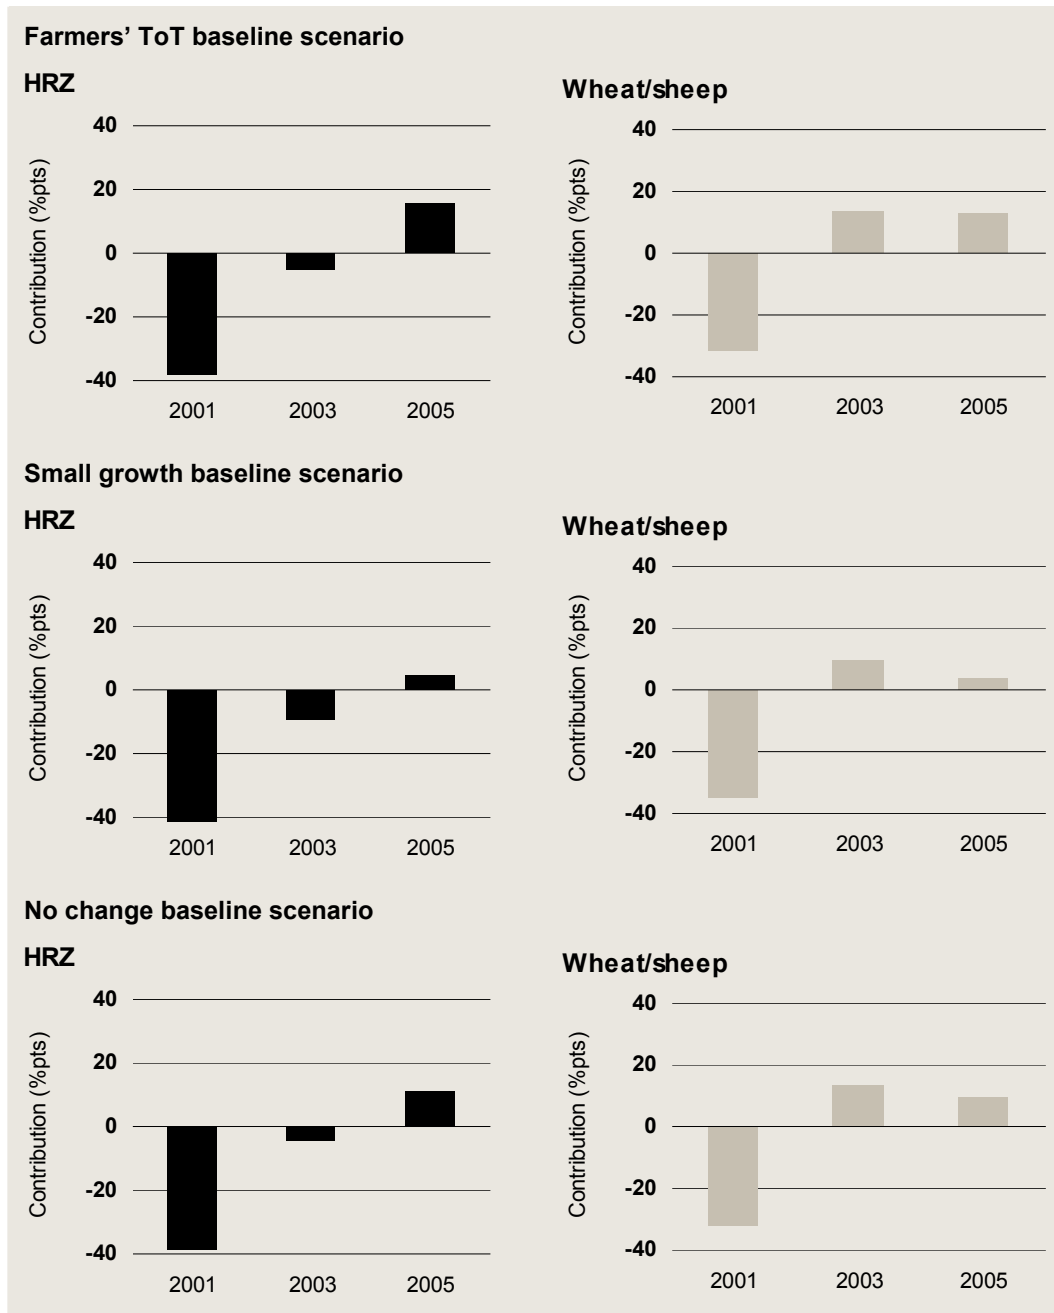 Farmers’ ToT baseline scenario
HRZ
Contribution (%pts)
40
20
0
-20
-40
2001 2003 2005
Wheat/sheep
Contribution (%pts)
40
20
0
-20
-40
2001 2003 2005
Small growth baseline scenario
HRZ
Contribution (%pts)
40
20
0
-20
-40
2001 2003 2005
Wheat/sheep
Contribution (%pts)
40
20
0
-20
-40
2001 2003 2005
No change baseline scenario
HRZ
Contribution (%pts)
40
20
0
-20
-40
2001 2003 2005
Wheat/sheep
Contribution (%pts)
40
20
0
-20
-40
2001 2003 2005